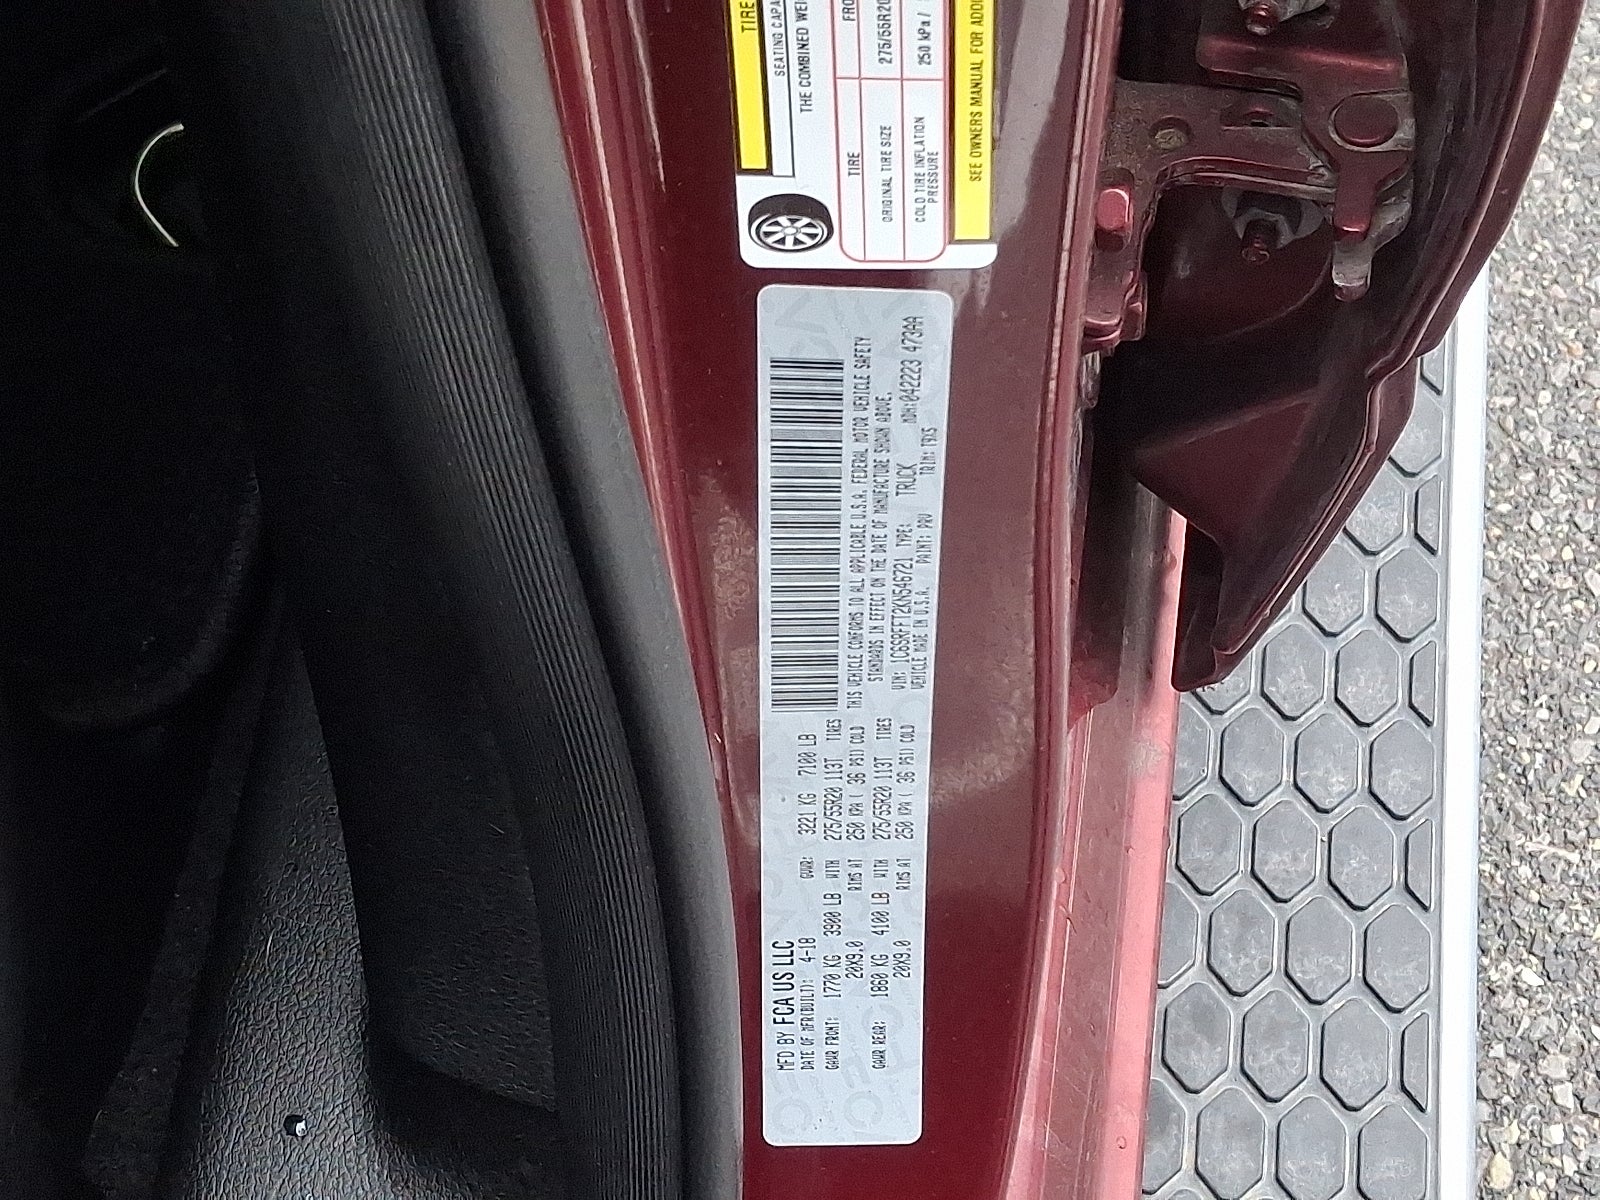 MFD BY FCA US LLC
DATE OF MFR(BUILT): 4-18 GVWR: 3221 KG 7100 LB
GAWR FRONT: 1770 KG 3900 LB WITH 275/55R20 113T TIRES
20X9.0 RIMS AT 250 KPA ( 36 PSI) COLD
GAWR REAR: 1860 KG 4100 LB WITH 275/55R20 113T TIRES
20X9.0 RIMS AT 250 KPA ( 36 PSI) COLD
THIS VEHICLE CONFORMS TO ALL APPLICABLE U.S.A. FEDERAL MOTOR VEHICLE SAFETY
STANDARDS IN EFFECT ON THE DATE OF MANUFACTURE SHOWN ABOVE.
VIN: 1C6SRFFT2KN546721 TYPE: TRUCK MDH:042223 473AA
VEHICLE MADE IN U.S.A. PAINT: PRV TRIM: T9X5
TIRE
SEATING CAPA
THE COMBINED WEI
TIRE FRO
ORIGINAL TIRE SIZE 275/55R20
COLD TIRE INFLATION PRESSURE 250 kPa /
SEE OWNERS MANUAL FOR ADDI